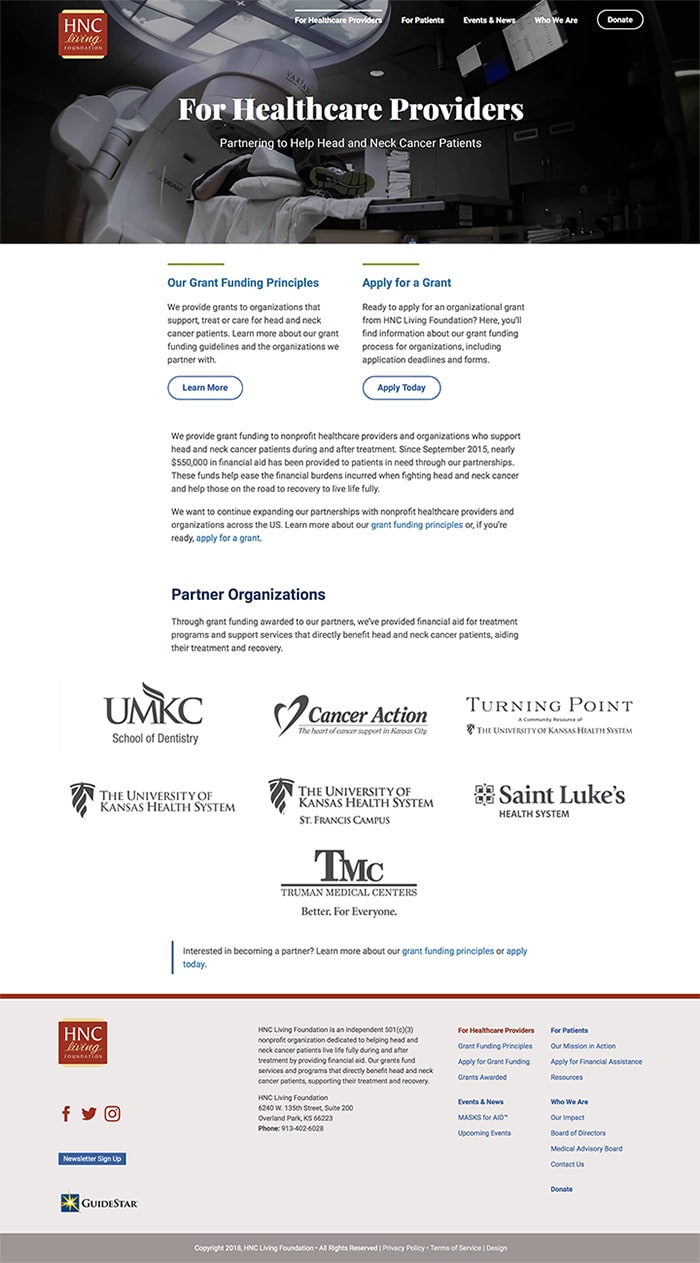 HNC
living
FOUNDATION
For Healthcare Providers
For Patients
Events & News
Who We Are
Donate
For Healthcare Providers
Partnering to Help Head and Neck Cancer Patients
Our Grant Funding Principles
We provide grants to organizations that
support, treat or care for head and neck
cancer patients. Learn more about our grant
funding guidelines and the organizations we
partner with.
Learn More
Apply for a Grant
Ready to apply for an organizational grant
from HNC Living Foundation? Here, you'll
find information about our grant funding
process for organizations, including
application deadlines and forms.
Apply Today
We provide grant funding to nonprofit healthcare providers and organizations who support
head and neck cancer patients during and after treatment. Since September 2015, nearly
$550,000 in financial aid has been provided to patients in need through our partnerships.
These funds help ease the financial burdens incurred when fighting head and neck cancer
and help those on the road to recovery to live life fully.
We want to continue expanding our partnerships with nonprofit healthcare providers and
organizations across the US. Learn more about our grant funding principles or, if you're
ready, apply for a grant.
Partner Organizations
Through grant funding awarded to our partners, we've provided financial aid for treatment
programs and support services that directly benefit head and neck cancer patients, aiding
their treatment and recovery.
UMKC
School of Dentistry
Cancer Action
The heart of cancer support in Kansas City
TURNING POINT
A Community Resource of
THE UNIVERSITY OF KANSAS HEALTH SYSTEM
THE UNIVERSITY OF
KANSAS HEALTH SYSTEM
THE UNIVERSITY OF
KANSAS HEALTH SYSTEM
ST. FRANCIS CAMPUS
Saint Luke's
HEALTH SYSTEM
TMC
TRUMAN MEDICAL CENTERS
Better. For Everyone.
Interested in becoming a partner? Learn more about our grant funding principles or apply
today.
HNC
living
FOUNDATION
Newsletter Sign Up
GUIDESTAR
HNC Living Foundation is an independent 501(c)(3)
nonprofit organization dedicated to helping head and
neck cancer patients live life fully during and after
treatment by providing financial aid. Our grants fund
services and programs that directly benefit head and neck
cancer patients, supporting their treatment and recovery.
HNC Living Foundation
6240 W. 135th Street, Suite 200
Overland Park, KS 66223
Phone: 913-402-6028
For Healthcare Providers
Grant Funding Principles
Apply for Grant Funding
Grants Awarded
Events & News
MASKS for AID™
Upcoming Events
For Patients
Our Mission in Action
Apply for Financial Assistance
Resources
Who We Are
Our Impact
Board of Directors
Medical Advisory Board
Contact Us
Donate
Copyright 2018, HNC Living Foundation • All Rights Reserved | Privacy Policy • Terms of Service | Design